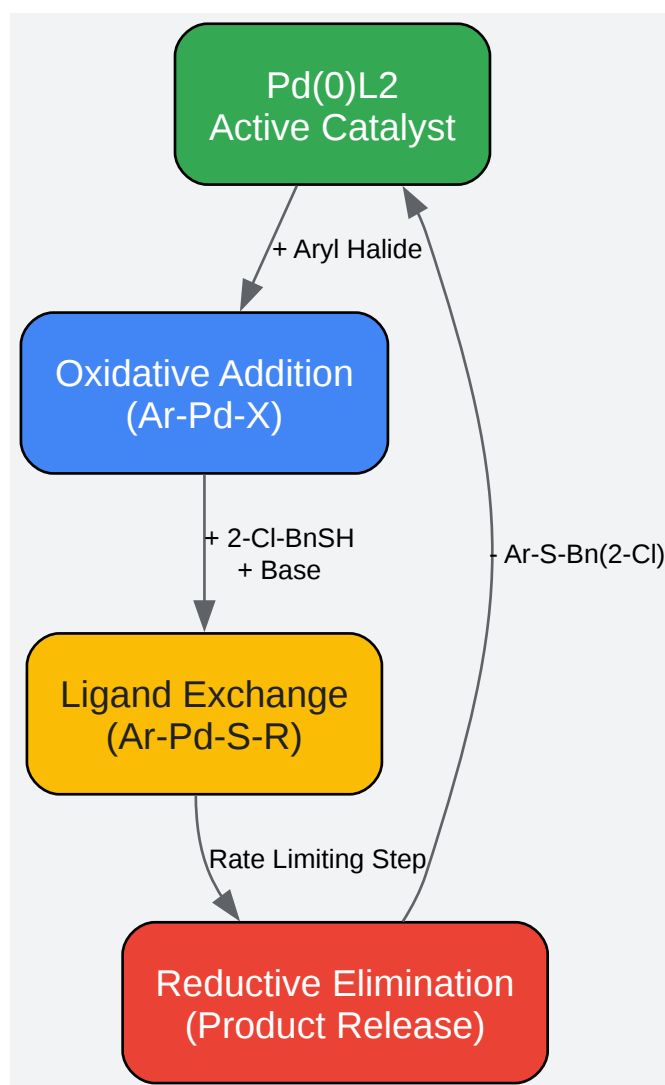 Pd(0)L2
Active Catalyst
+ Aryl Halide
Oxidative Addition
(Ar-Pd-X)
+ 2-Cl-BnSH
+ Base
- Ar-S-Bn(2-Cl)
Ligand Exchange
(Ar-Pd-S-R)
Rate Limiting Step
Reductive Elimination
(Product Release)